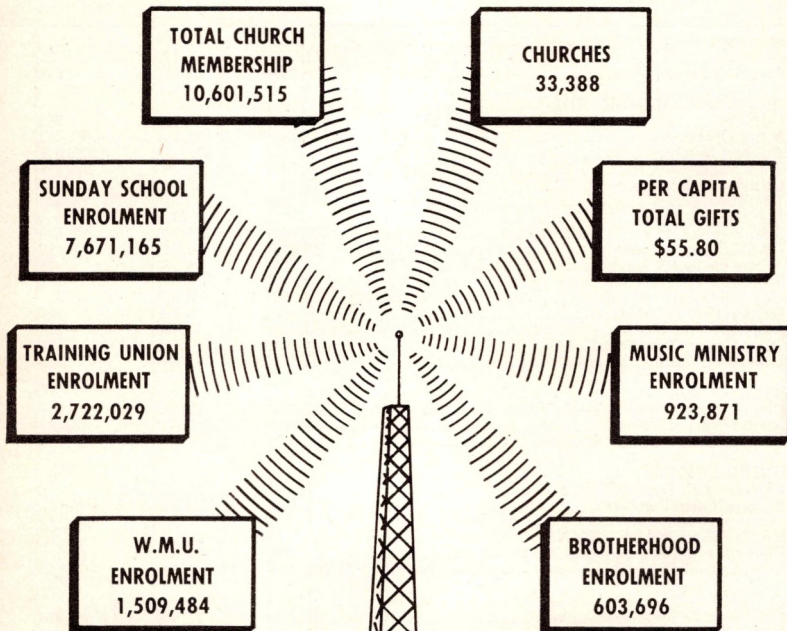 TOTAL CHURCH
MEMBERSHIP
10,601,515
CHURCHES
33,388
SUNDAY SCHOOL
ENROLMENT
7,671,165
PER CAPITA
TOTAL GIFTS
$55.80
TRAINING UNION
ENROLMENT
2,722,029
MUSIC MINISTRY
ENROLMENT
923,871
W.M.U.
ENROLMENT
1,509,484
BROTHERHOOD
ENROLMENT
603,696